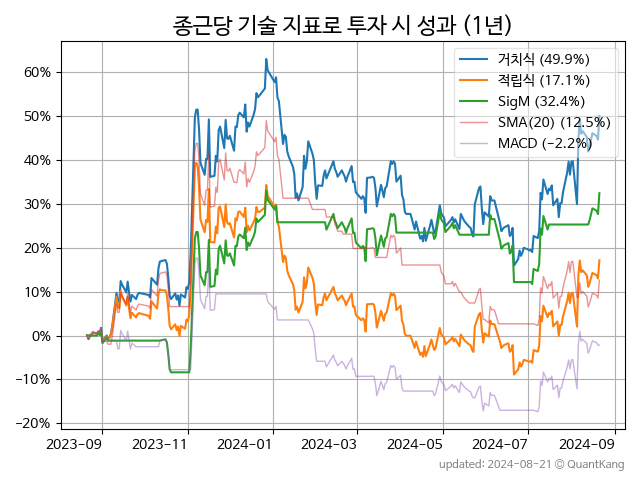 종근당 기술 지표로 투자 시 성과 (1년)
거치식 (49.9%)
적립식 (17.1%)
SigM (32.4%)
SMA(20) (12.5%)
MACD (−2.2%)
60%
50%
40%
30%
20%
10%
0%
−10%
−20%
2023-09 2023-11 2024-01 2024-03 2024-05 2024-07 2024-09
updated: 2024-08-21 © QuantKang